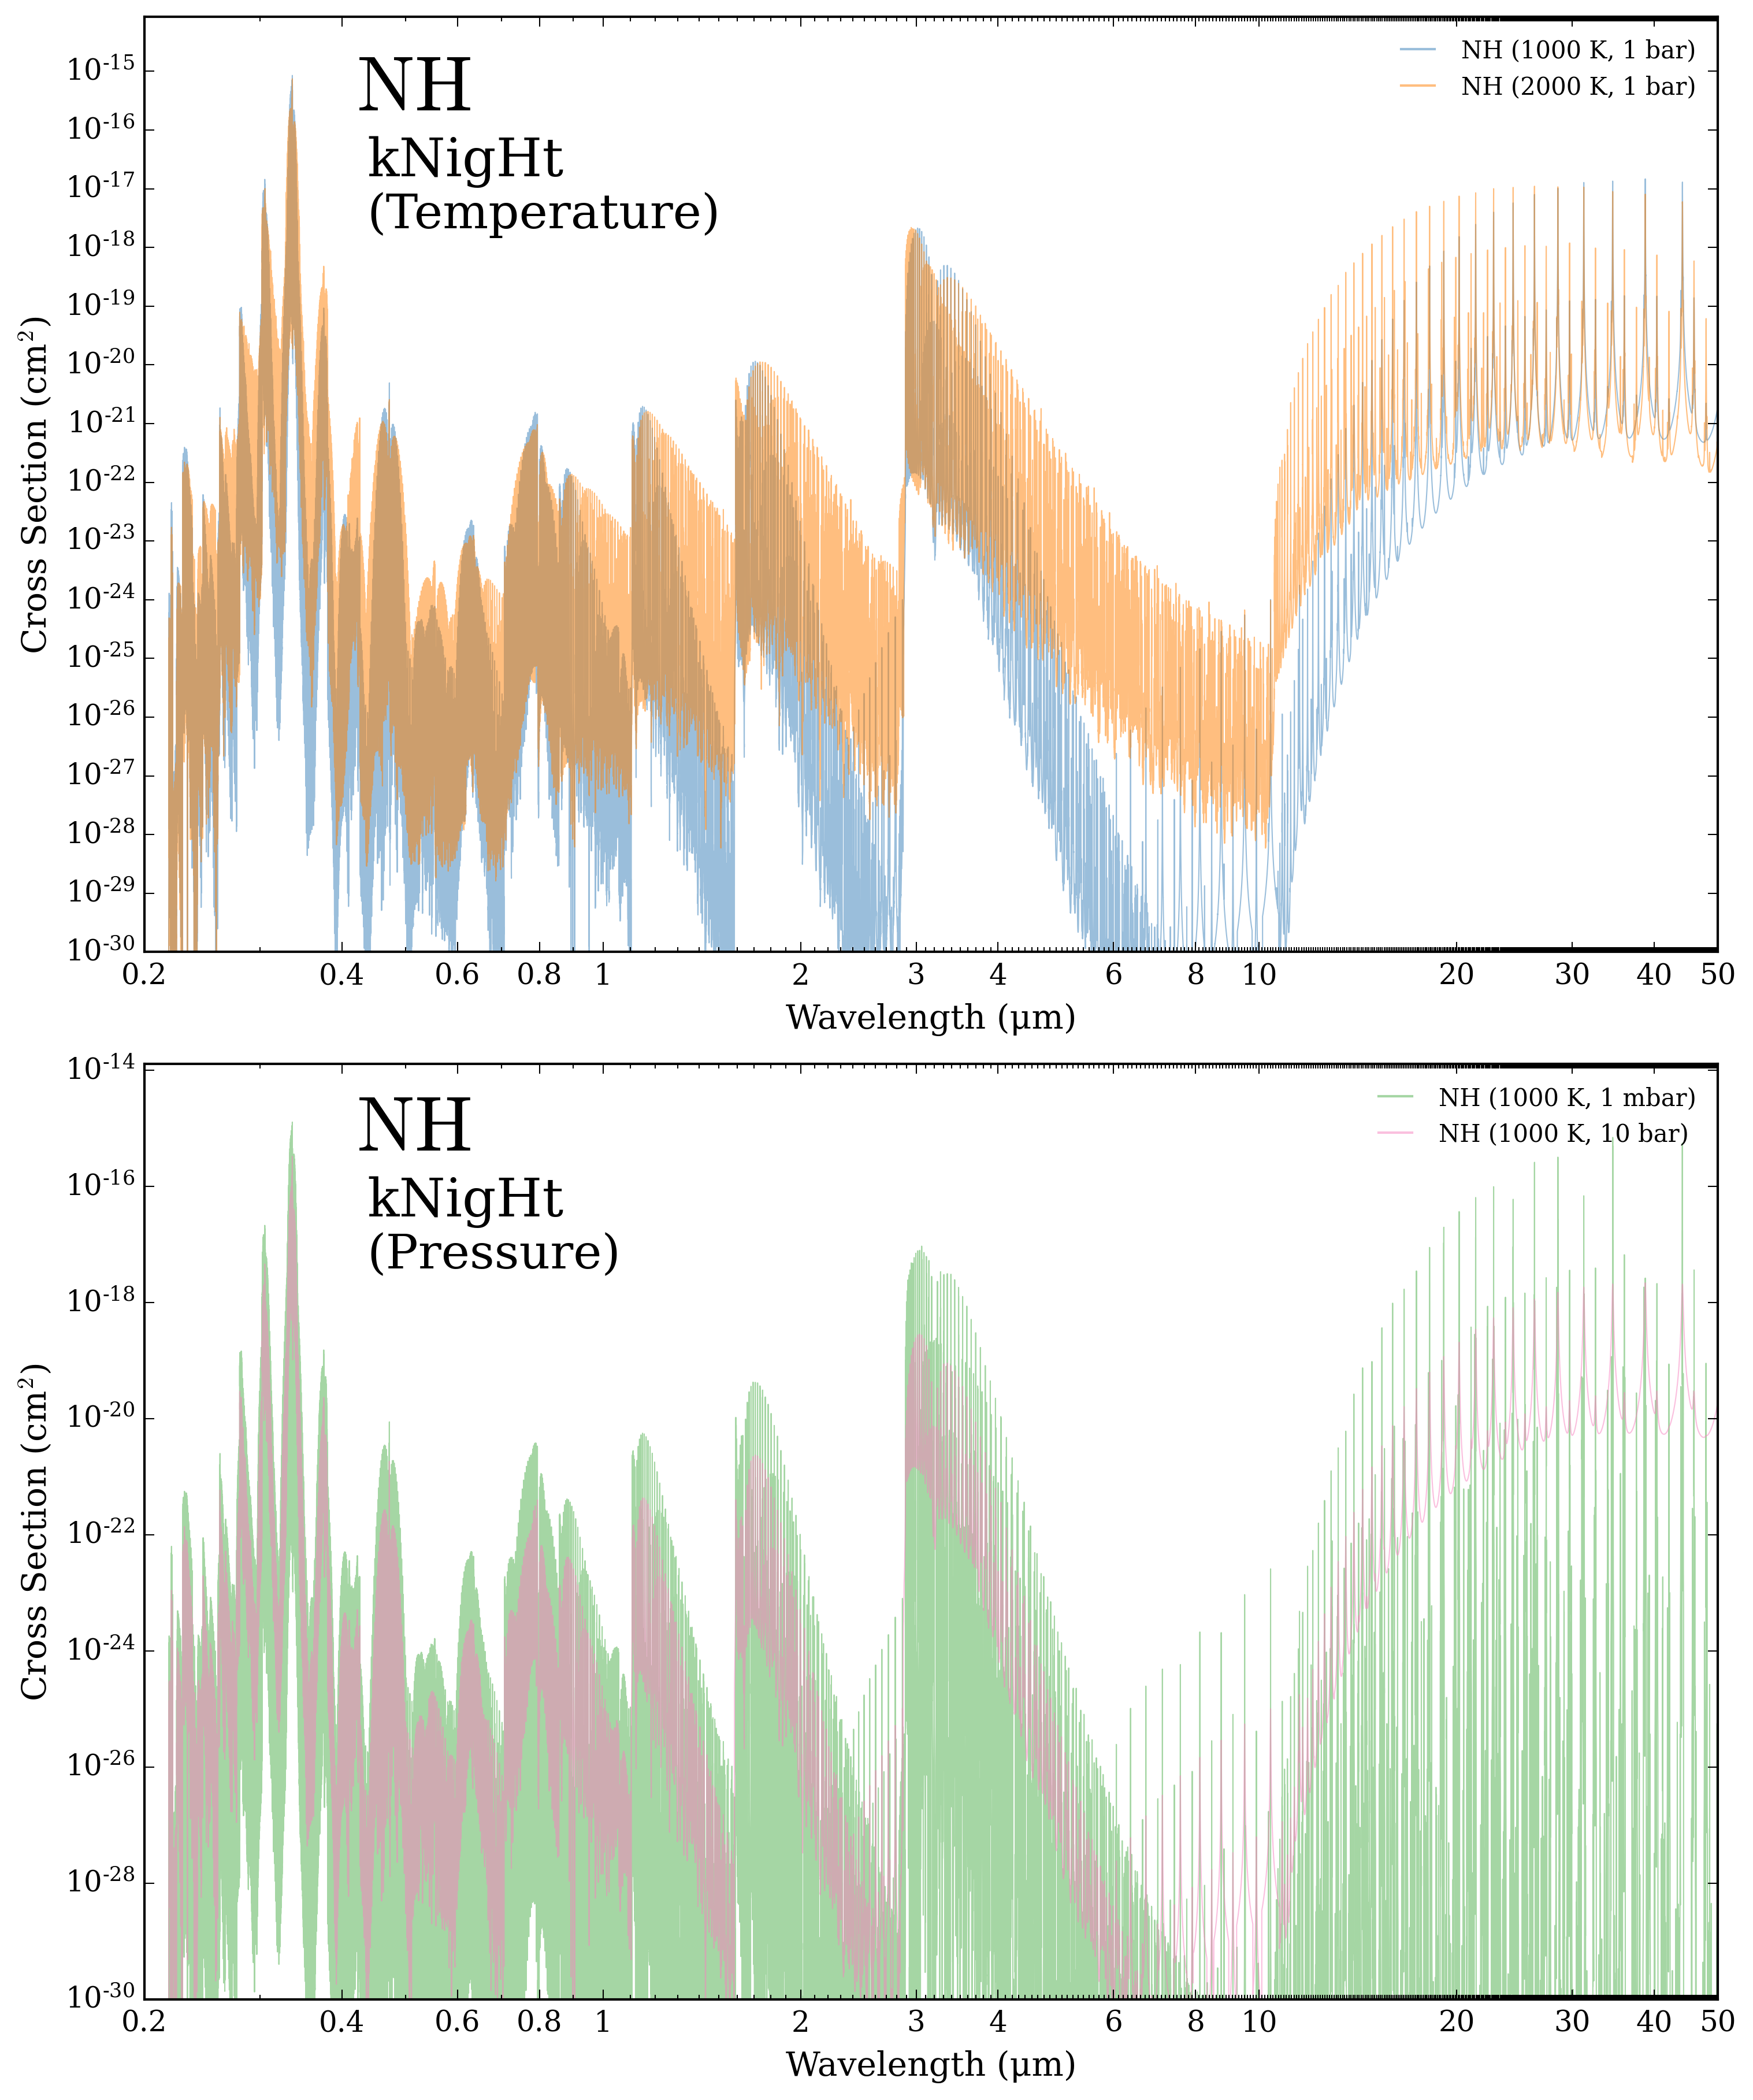 NH
kNigHt
(Temperature)
NH (1000 K, 1 bar)
NH (2000 K, 1 bar)
Cross Section (cm²)
10⁻¹⁵
10⁻¹⁶
10⁻¹⁷
10⁻¹⁸
10⁻¹⁹
10⁻²⁰
10⁻²¹
10⁻²²
10⁻²³
10⁻²⁴
10⁻²⁵
10⁻²⁶
10⁻²⁷
10⁻²⁸
10⁻²⁹
10⁻³⁰
0.2 0.4 0.6 0.8 1 2 3 4 6 8 10 20 30 40 50
Wavelength (μm)
NH
kNigHt
(Pressure)
NH (1000 K, 1 mbar)
NH (1000 K, 10 bar)
Cross Section (cm²)
10⁻¹⁴
10⁻¹⁶
10⁻¹⁸
10⁻²⁰
10⁻²²
10⁻²⁴
10⁻²⁶
10⁻²⁸
10⁻³⁰
0.2 0.4 0.6 0.8 1 2 3 4 6 8 10 20 30 40 50
Wavelength (μm)